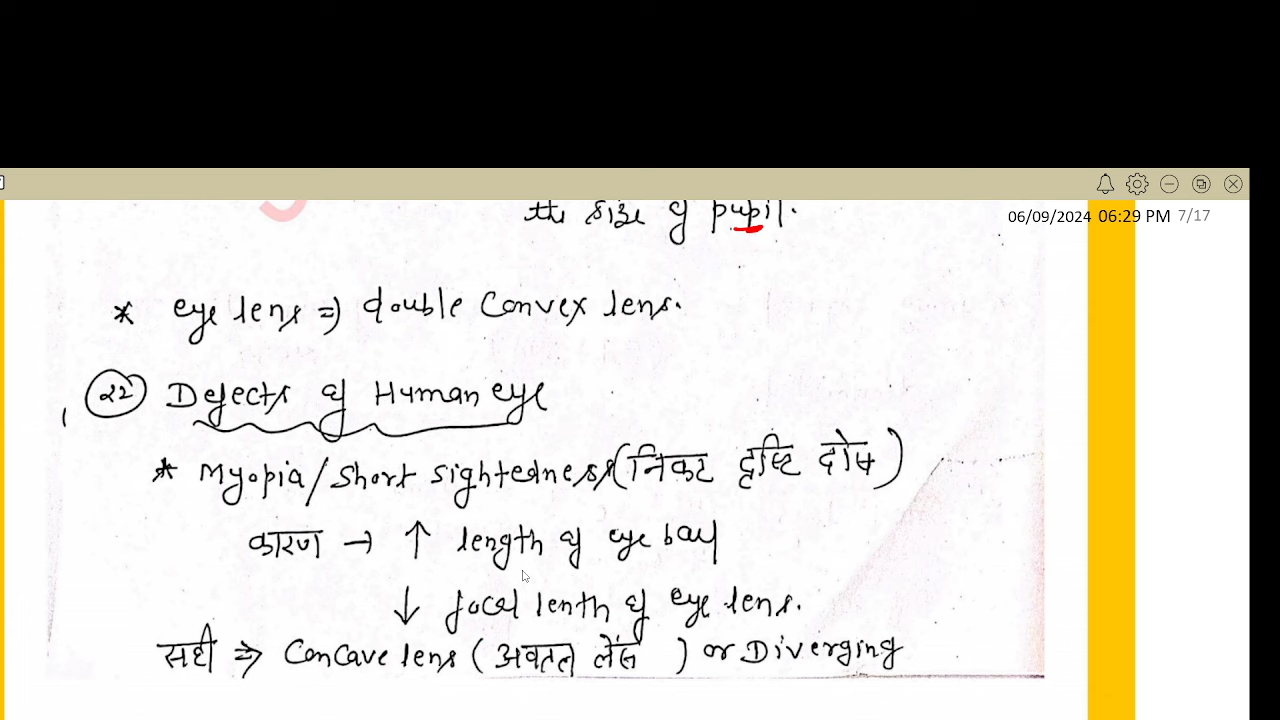 06/09/2024 06:29 PM 7/17
the size of pupil.
* eye lens ⇒ double Convex lens.
(22) Defects of Human eye
* Myopia/short sightedness (निकट दृष्टि दोष)
कारण → ↑ length of eye ball
↓ focal lenth of eye lens.
सही ⇒ Concave lens (अवतल लेंस ) or Diverging